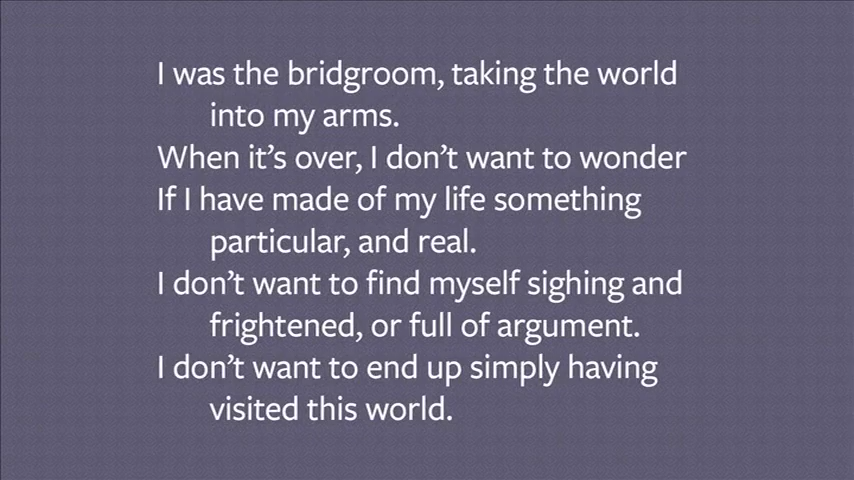 I was the bridgroom, taking the world
into my arms.
When it's over, I don't want to wonder
If I have made of my life something
particular, and real.
I don't want to find myself sighing and
frightened, or full of argument.
I don't want to end up simply having
visited this world.